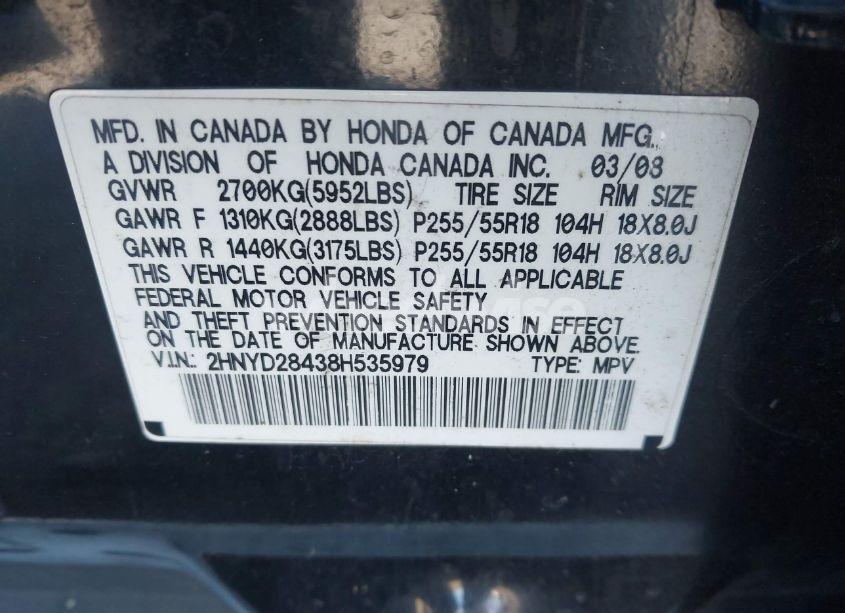 MFD. IN CANADA BY HONDA OF CANADA MFG.,
A DIVISION OF HONDA CANADA INC. 03/08
GVWR 2700KG(5952LBS) TIRE SIZE RIM SIZE
GAWR F 1310KG(2888LBS) P255/55R18 104H 18X8.0J
GAWR R 1440KG(3175LBS) P255/55R18 104H 18X8.0J
THIS VEHICLE CONFORMS TO ALL APPLICABLE
FEDERAL MOTOR VEHICLE SAFETY
AND THEFT PREVENTION STANDARDS IN EFFECT
ON THE DATE OF MANUFACTURE SHOWN ABOVE.
V.I.N.: 2HNYD28438H535979 TYPE: MPV